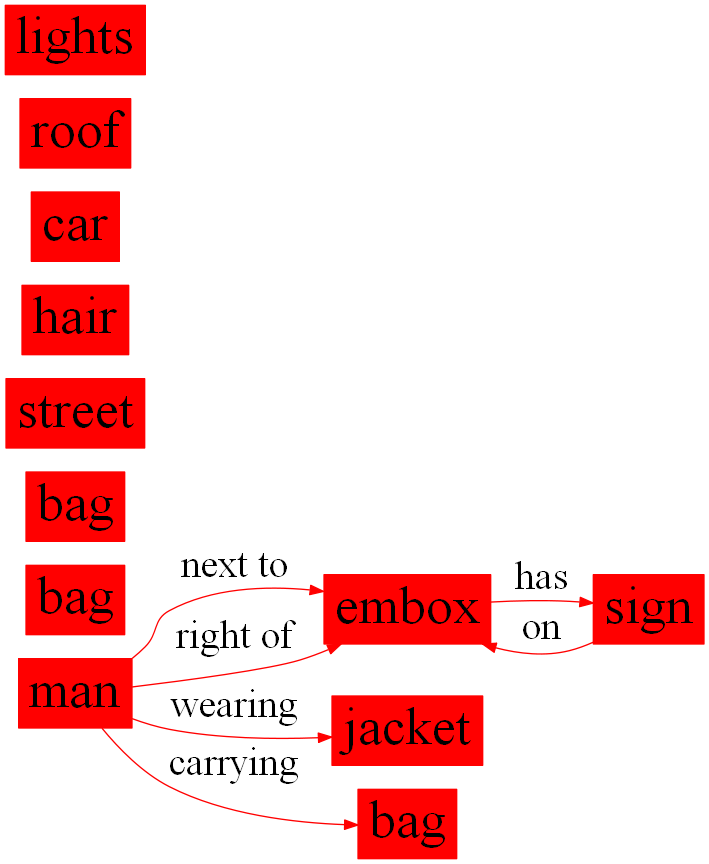 lights
roof
car
hair
street
bag
bag
next to
embox
has
sign
on
right of
man
wearing
jacket
carrying
bag